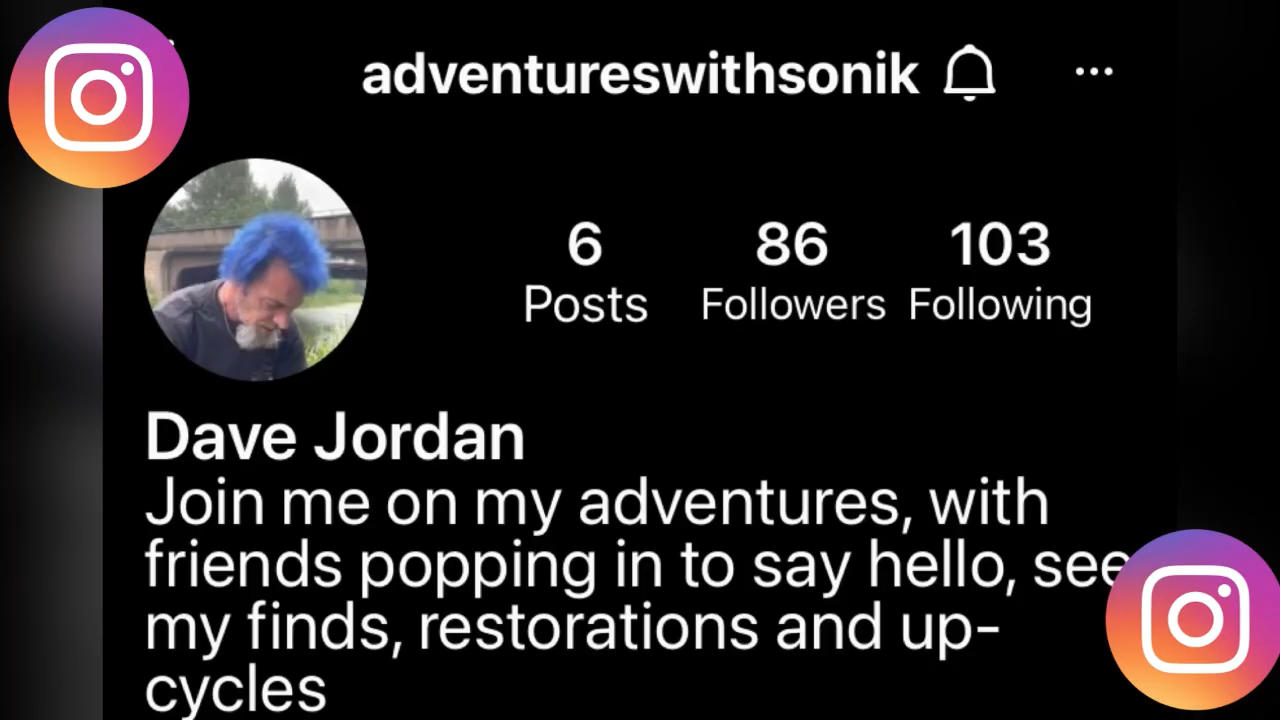 adventureswithsonik
6 86 103
Posts Followers Following
Dave Jordan
Join me on my adventures, with
friends popping in to say hello, see
my finds, restorations and up-
cycles